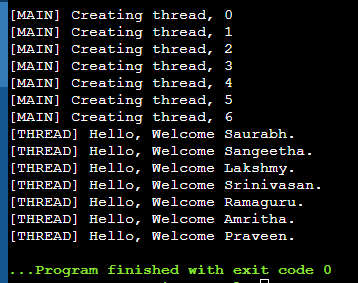 [MAIN] Creating thread, 0
[MAIN] Creating thread, 1
[MAIN] Creating thread, 2
[MAIN] Creating thread, 3
[MAIN] Creating thread, 4
[MAIN] Creating thread, 5
[MAIN] Creating thread, 6
[THREAD] Hello, Welcome Saurabh.
[THREAD] Hello, Welcome Sangeetha.
[THREAD] Hello, Welcome Lakshmy.
[THREAD] Hello, Welcome Srinivasan.
[THREAD] Hello, Welcome Ramaguru.
[THREAD] Hello, Welcome Amritha.
[THREAD] Hello, Welcome Praveen.
...Program finished with exit code 0